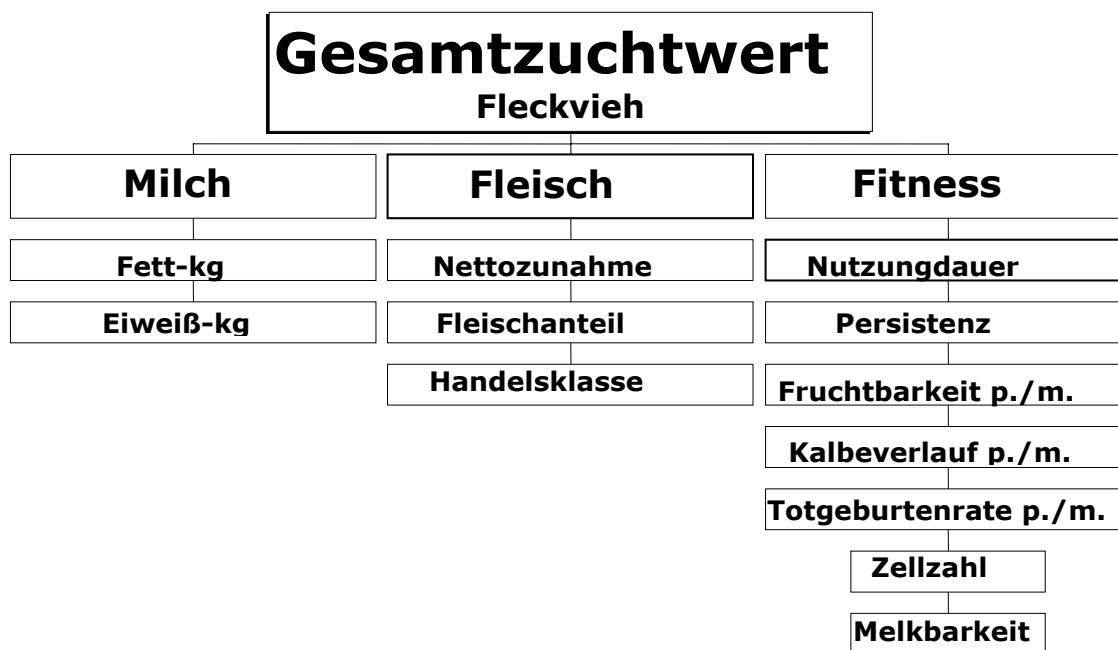 Gesamtzuchtwert
Fleckvieh
Milch
Fett-kg
Eiweiß-kg
Fleisch
Nettozunahme
Fleischanteil
Handelsklasse
Fitness
Nutzungdauer
Persistenz
Fruchtbarkeit p./m.
Kalbeverlauf p./m.
Totgeburtenrate p./m.
Zellzahl
Melkbarkeit